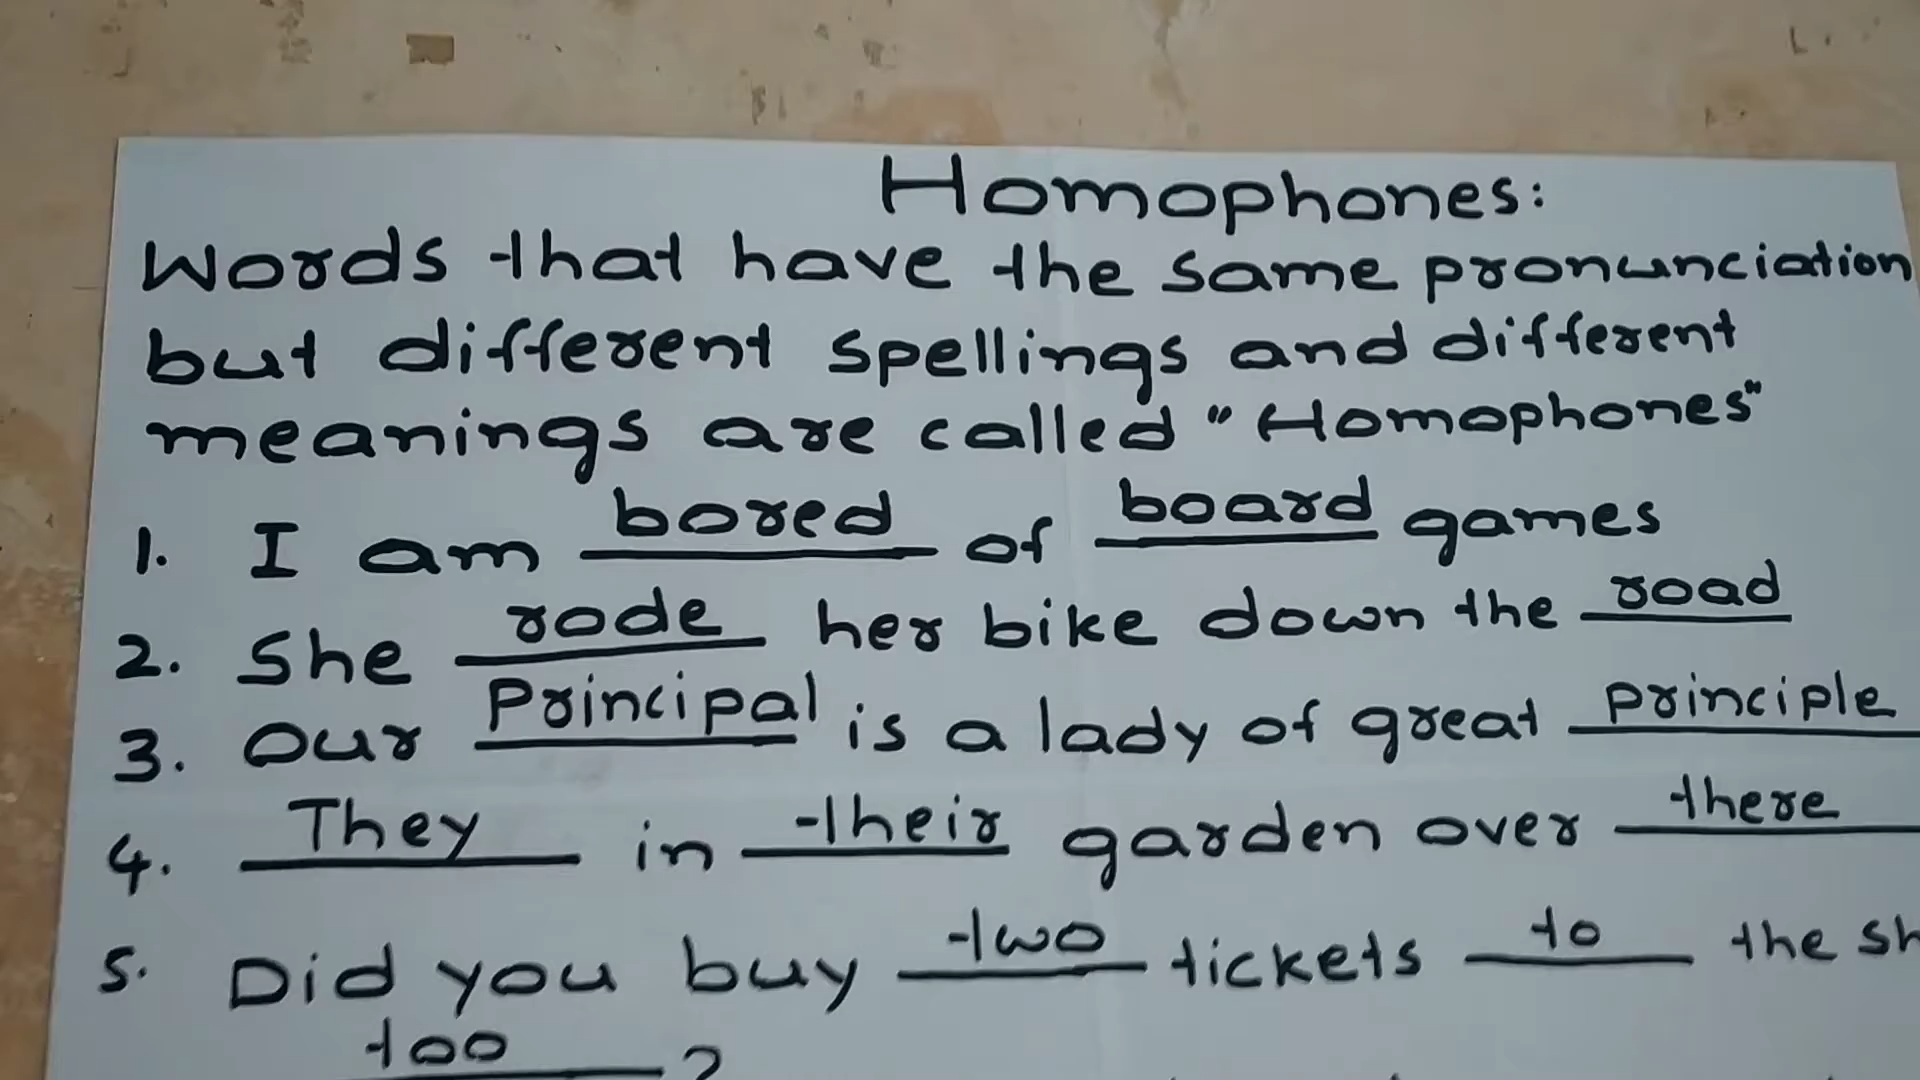 Homophones:
Words that have the same pronunciation
but different spellings and different
meanings are called "Homophones"
1. I am bored of board games
2. She rode her bike down the road
3. Our Principal is a lady of great principle
4. They in their garden over there
5. Did you buy two tickets to the sh
too ?